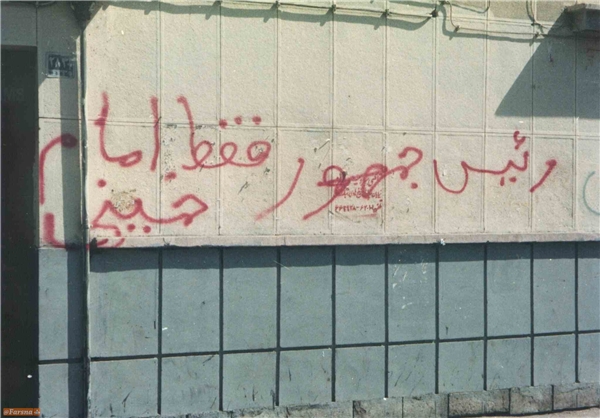 رئیس جمهور فقط امام
خمینی